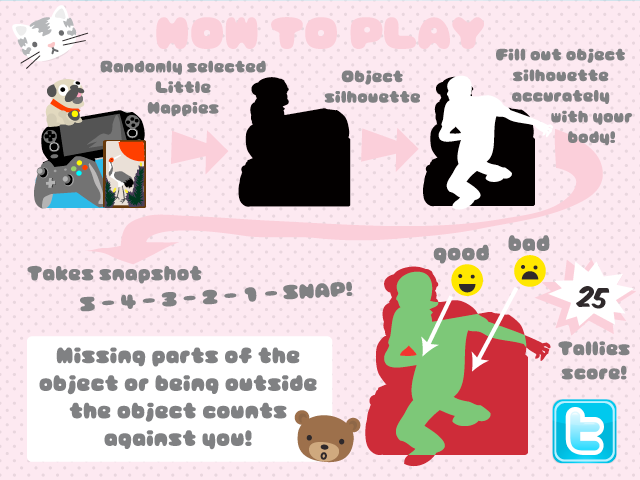 HOW TO PLAY
Randomly selected
Little
Nappies
Object
silhouette
Fill out object
silhouette
accurately
with your
body!
Takes snapshot
5 - 4 - 3 - 2 - 1 - SNAP!
good
bad
25
Tallies
score!
Missing parts of the
object or being outside
the object counts
against you!
t